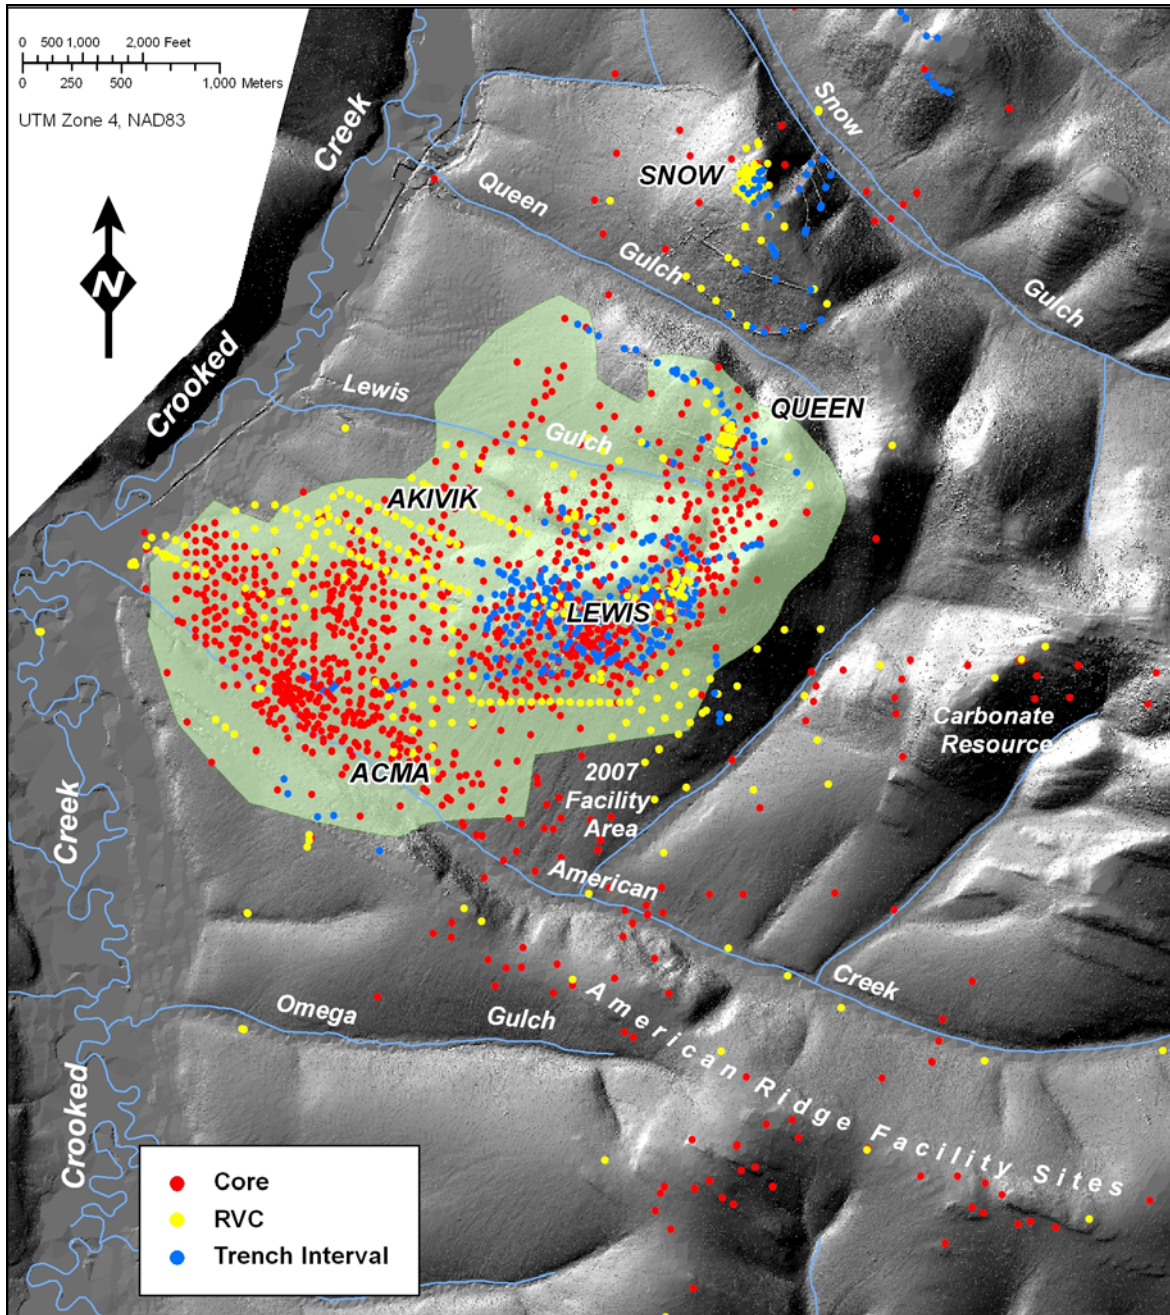 0 500 1,000 2,000 Feet
0 250 500 1,000 Meters
UTM Zone 4, NAD83
N
Creek
Crooked
Snow
Gulch
SNOW
Queen
Gulch
Lewis
Gulch
QUEEN
AKIVIK
LEWIS
ACMA
Carbonate
Resource
2007
Facility
Area
American
Creek
Creek
Crooked
Omega
Gulch
American Ridge Facility Sites
Core
RVC
Trench Interval